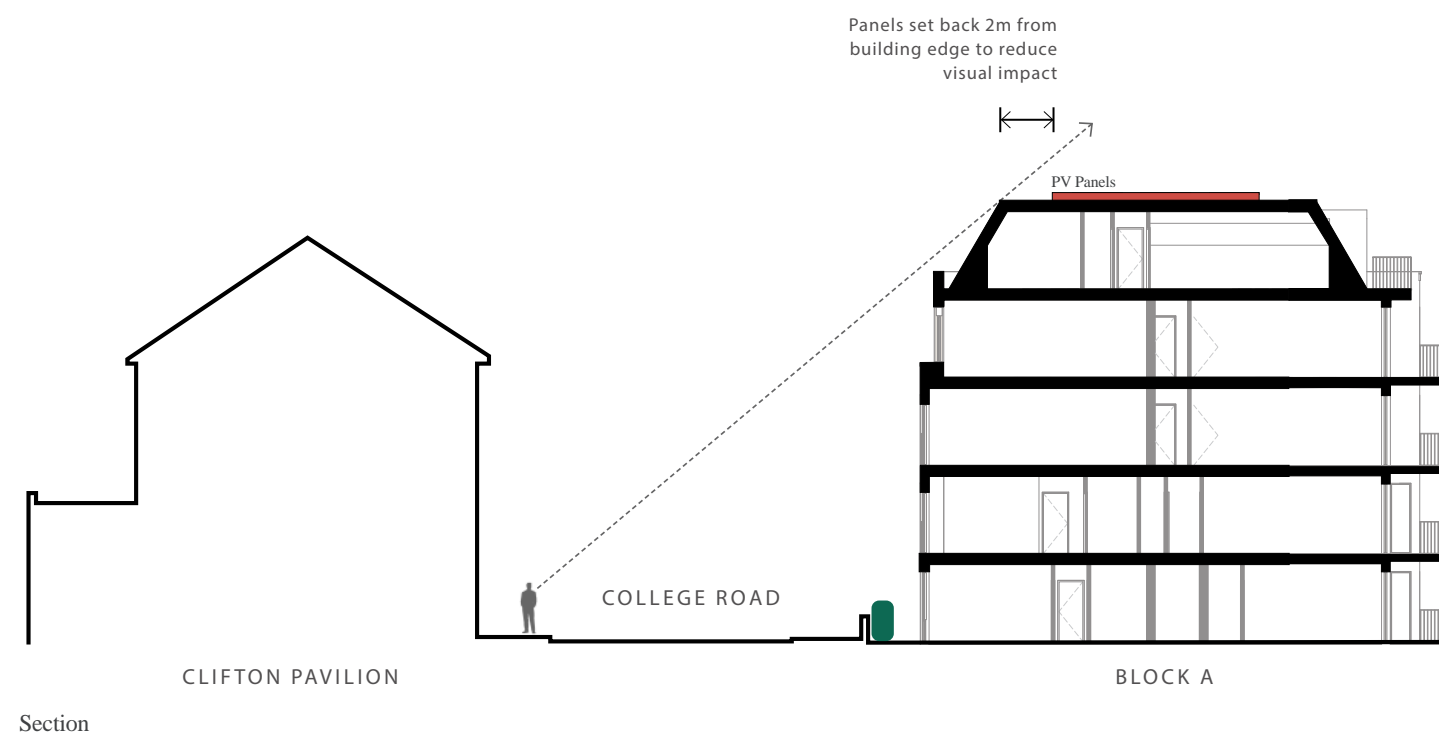 Panels set back 2m from
building edge to reduce
visual impact
PV Panels
COLLEGE ROAD
CLIFTON PAVILION
BLOCK A
Section